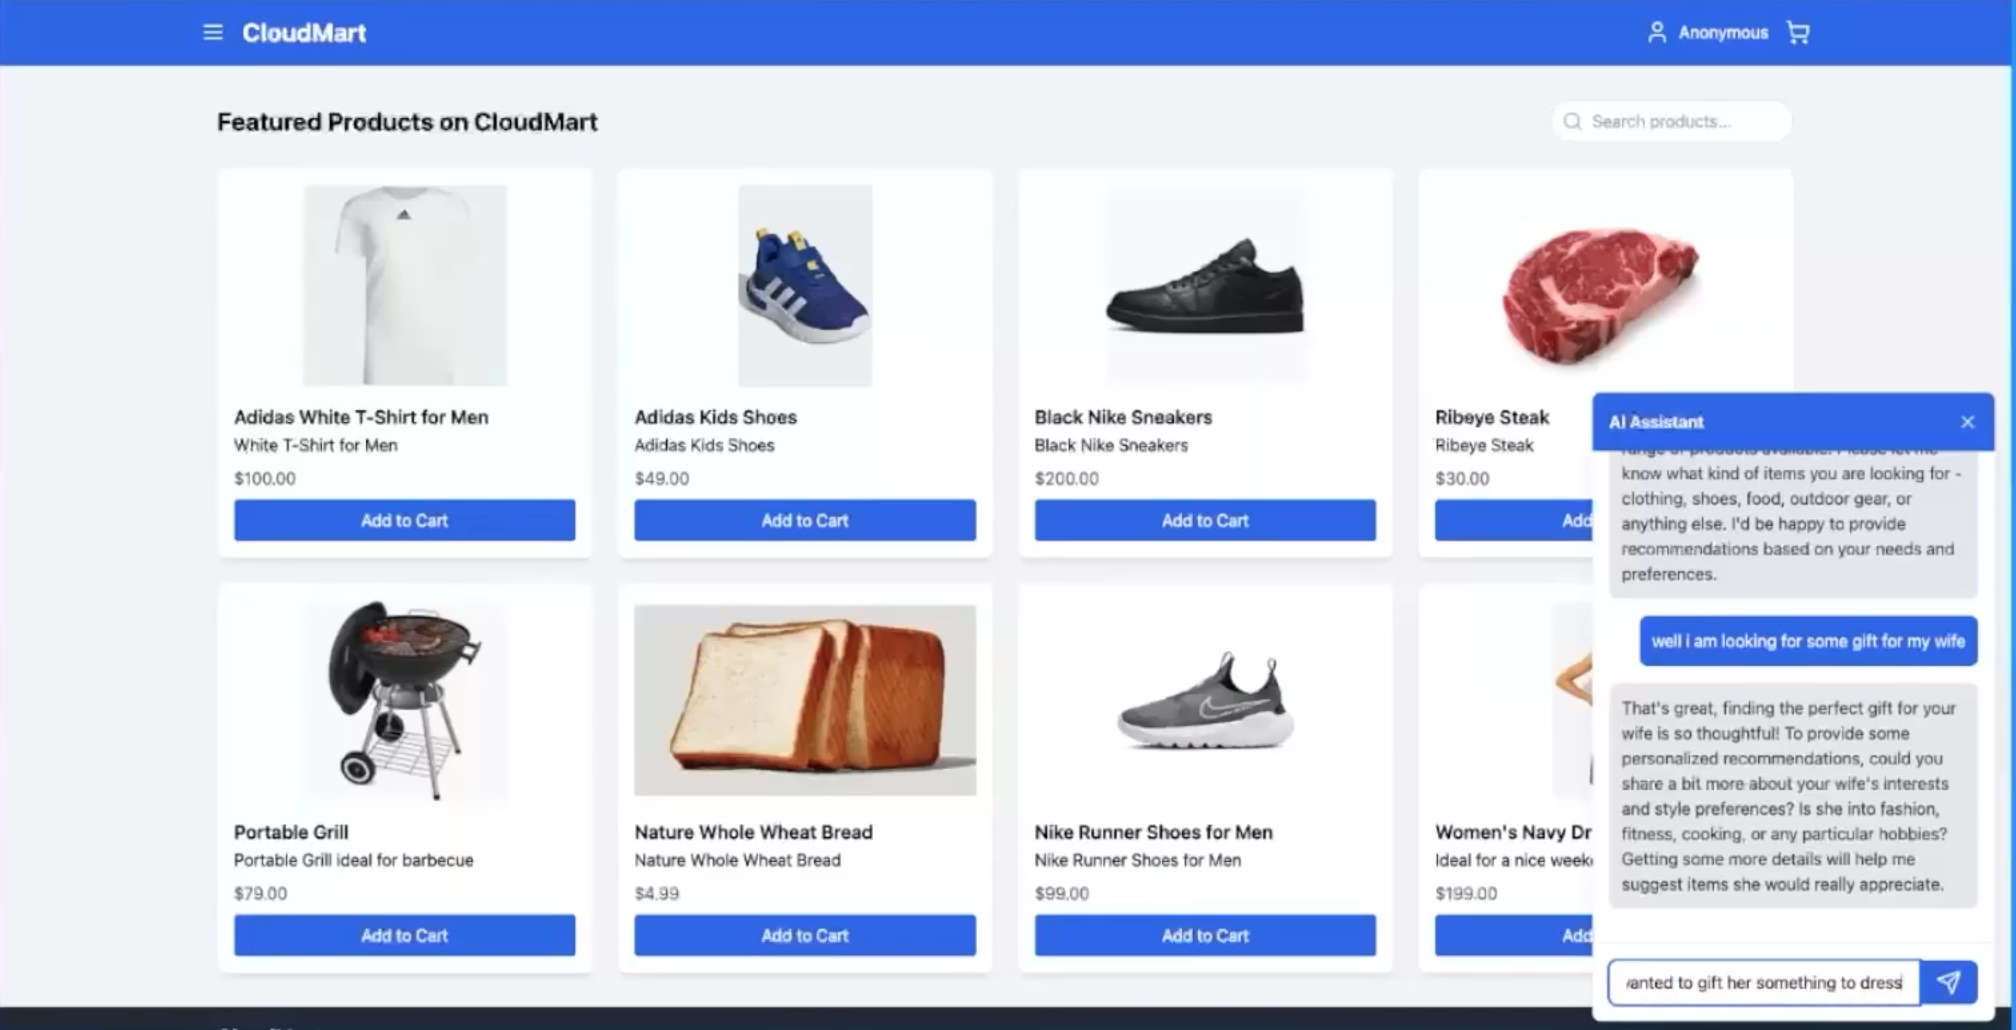 CloudMart
Anonymous
Featured Products on CloudMart
Search products...
Adidas White T-Shirt for Men
White T-Shirt for Men
$100.00
Add to Cart
Adidas Kids Shoes
Adidas Kids Shoes
$49.00
Add to Cart
Black Nike Sneakers
Black Nike Sneakers
$200.00
Add to Cart
Ribeye Steak
Ribeye Steak
$30.00
Add
Portable Grill
Portable Grill ideal for barbecue
$79.00
Add to Cart
Nature Whole Wheat Bread
Nature Whole Wheat Bread
$4.99
Add to Cart
Nike Runner Shoes for Men
Nike Runner Shoes for Men
$99.00
Add to Cart
Women's Navy Dr
Ideal for a nice week
$199.00
Add
AI Assistant
range of products available. Please let me
know what kind of items you are looking for -
clothing, shoes, food, outdoor gear, or
anything else. I'd be happy to provide
recommendations based on your needs and
preferences.
well i am looking for some gift for my wife
That's great, finding the perfect gift for your
wife is so thoughtful! To provide some
personalized recommendations, could you
share a bit more about your wife's interests
and style preferences? Is she into fashion,
fitness, cooking, or any particular hobbies?
Getting some more details will help me
suggest items she would really appreciate.
anted to gift her something to dress